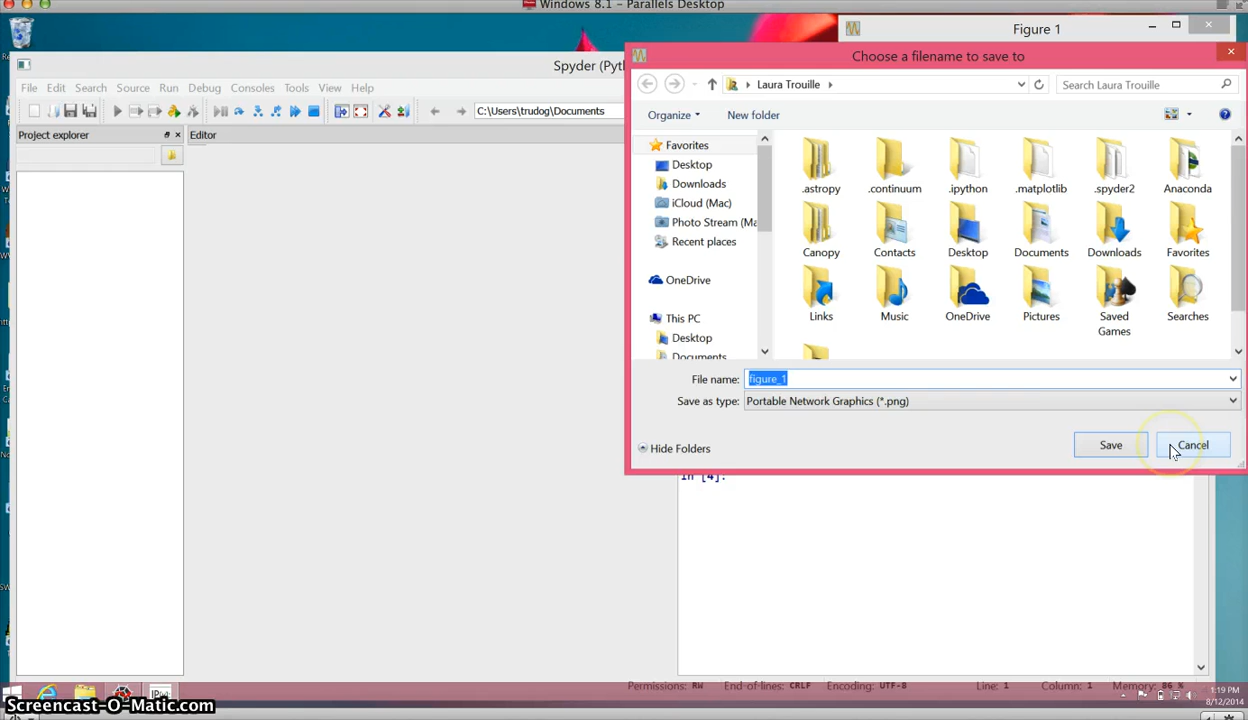 Windows 8.1 - Parallels Desktop
Figure 1
Spyder (Pyth
Choose a filename to save to
Laura Trouille
Search Laura Trouille
File Edit Search Source Run Debug Consoles Tools View Help
C:\Users\trudog\Documents
Organize
New folder
Project explorer
Editor
Favorites
Desktop
Downloads
iCloud (Mac)
Photo Stream (Ma
Recent places
OneDrive
This PC
Desktop
Documents
.astropy .continuum .ipython .matplotlib .spyder2 Anaconda
Canopy Contacts Desktop Documents Downloads Favorites
Links Music OneDrive Pictures Saved Games Searches
File name: figure_1
Save as type: Portable Network Graphics (*.png)
Hide Folders
Save
Cancel
In [4]:
Permissions: RW End-of-lines: CRLF Encoding: UTF-8 Line: 1 Column: 1 Memory: 86 %
1:19 PM
8/12/2014
Screencast-O-Matic.com